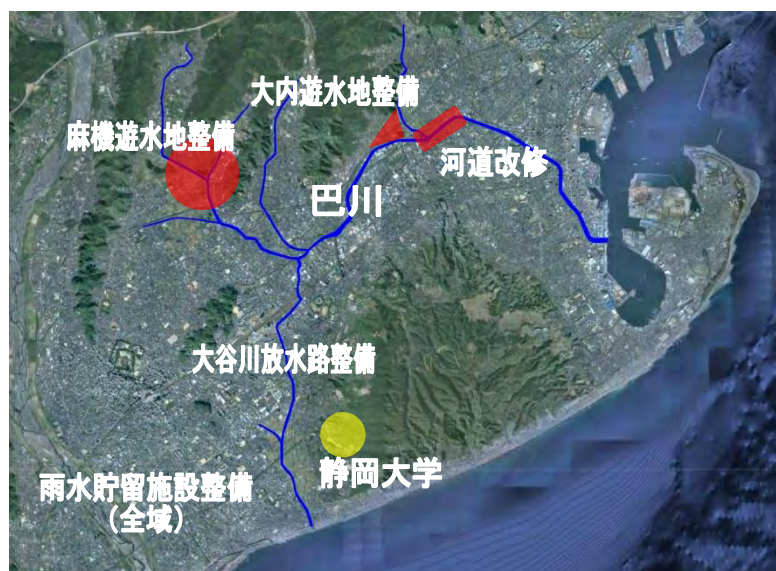 大内遊水地整備
麻機遊水地整備
河道改修
巴川
大谷川放水路整備
静岡大学
雨水貯留施設整備
（全域）